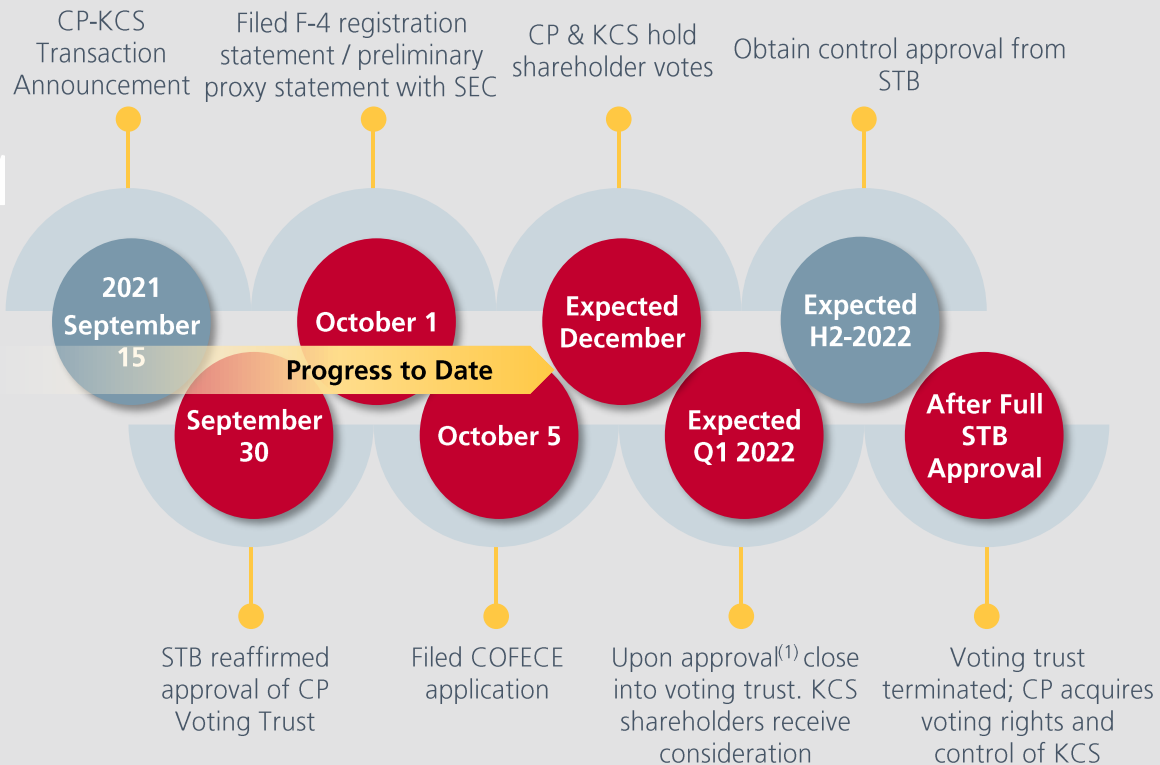 CP-KCS
Transaction
Announcement
Filed F-4 registration
statement / preliminary
proxy statement with SEC
CP & KCS hold
shareholder votes
Obtain control approval from
STB
2021
September
15
October 1
Expected
December
Expected
H2-2022
Progress to Date
September
30
October 5
Expected
Q1 2022
After Full
STB
Approval
STB reaffirmed
approval of CP
Voting Trust
Filed COFECE
application
Upon approval(1) close
into voting trust. KCS
shareholders receive
consideration
Voting trust
terminated; CP acquires
voting rights and
control of KCS